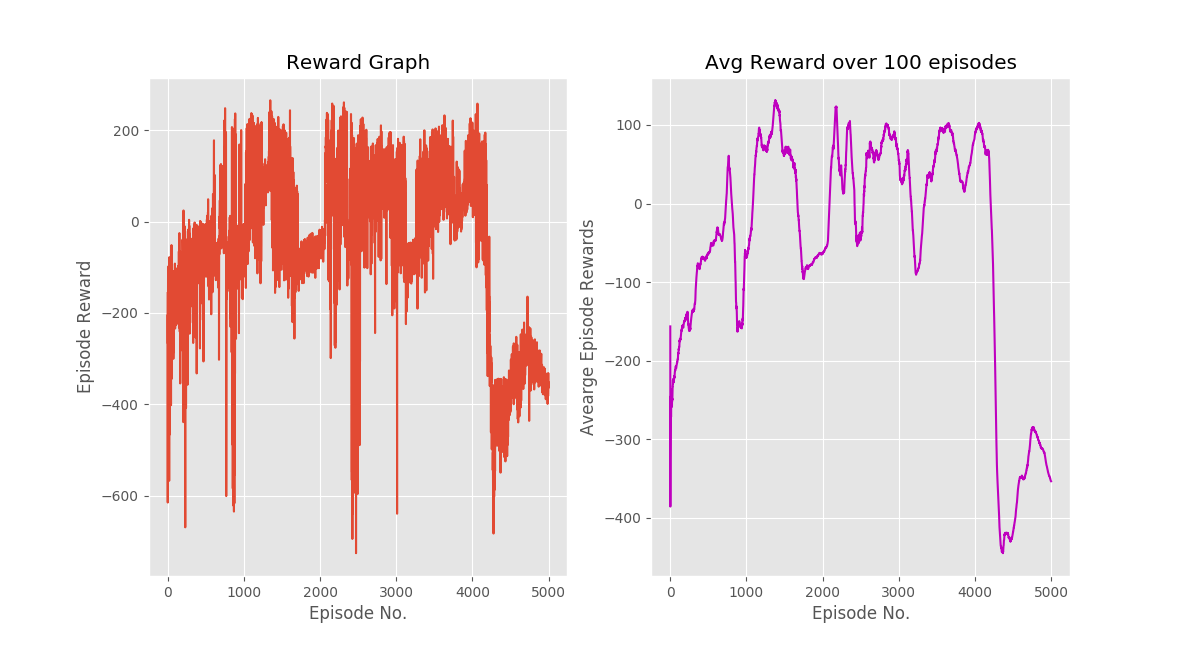 Reward Graph
Episode Reward
200
0
−200
−400
−600
0 1000 2000 3000 4000 5000
Episode No.
Avg Reward over 100 episodes
Avearge Episode Rewards
100
0
−100
−200
−300
−400
0 1000 2000 3000 4000 5000
Episode No.